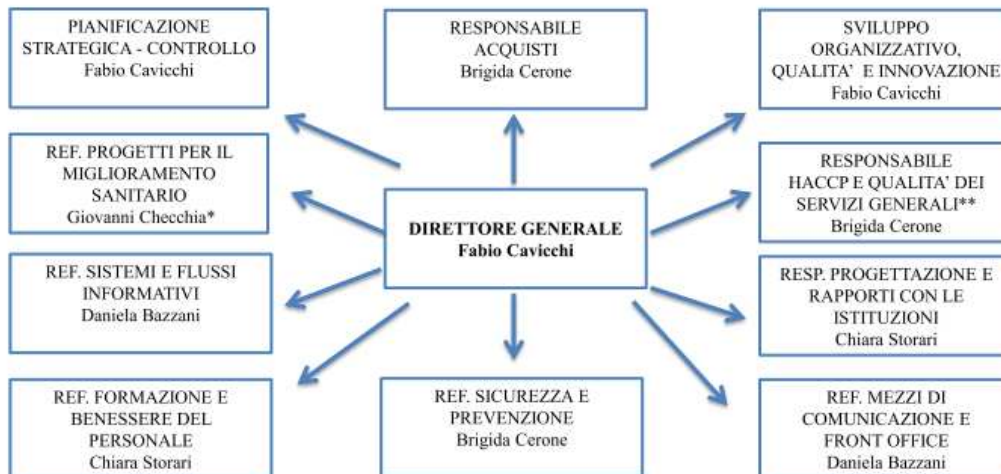 PIANIFICAZIONE
STRATEGICA - CONTROLLO
Fabio Cavicchi
RESPONSABILE
ACQUISTI
Brigida Cerone
SVILUPPO
ORGANIZZATIVO,
QUALITA' E INNOVAZIONE
Fabio Cavicchi
REF. PROGETTI PER IL
MIGLIORAMENTO
SANITARIO
Giovanni Checchia*
DIRETTORE GENERALE
Fabio Cavicchi
RESPONSABILE
HACCP E QUALITA' DEI
SERVIZI GENERALI**
Brigida Cerone
REF. SISTEMI E FLUSSI
INFORMATIVI
Daniela Bazzani
RESP. PROGETTAZIONE E
RAPPORTI CON LE
ISTITUZIONI
Chiara Storari
REF. FORMAZIONE E
BENESSERE DEL
PERSONALE
Chiara Storari
REF. SICUREZZA E
PREVENZIONE
Brigida Cerone
REF. MEZZI DI
COMUNICAZIONE E
FRONT OFFICE
Daniela Bazzani